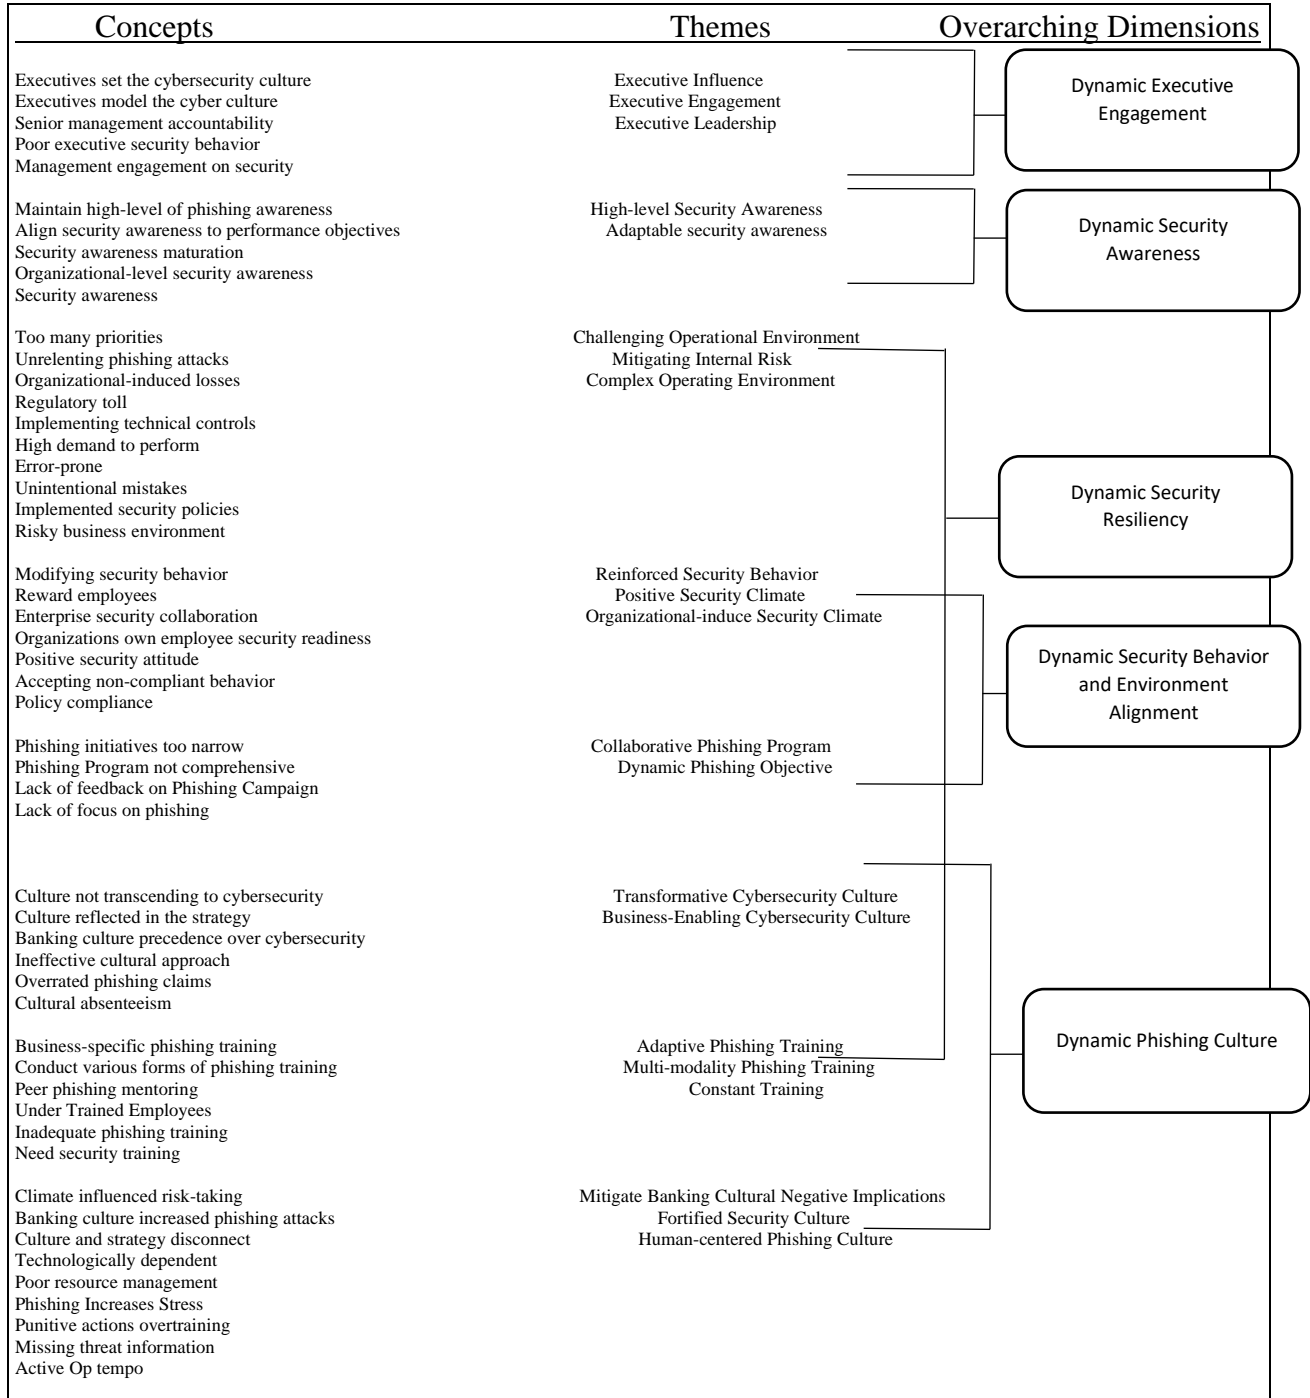 Concepts Themes Overarching Dimensions
Executives set the cybersecurity culture
Executives model the cyber culture
Senior management accountability
Poor executive security behavior
Management engagement on security
Executive Influence
Executive Engagement
Executive Leadership
Dynamic Executive
Engagement
Maintain high-level of phishing awareness
Align security awareness to performance objectives
Security awareness maturation
Organizational-level security awareness
Security awareness
High-level Security Awareness
Adaptable security awareness
Dynamic Security
Awareness
Too many priorities
Unrelenting phishing attacks
Organizational-induced losses
Regulatory toll
Implementing technical controls
High demand to perform
Error-prone
Unintentional mistakes
Implemented security policies
Risky business environment
Challenging Operational Environment
Mitigating Internal Risk
Complex Operating Environment
Dynamic Security
Resiliency
Modifying security behavior
Reward employees
Enterprise security collaboration
Organizations own employee security readiness
Positive security attitude
Accepting non-compliant behavior
Policy compliance
Reinforced Security Behavior
Positive Security Climate
Organizational-induce Security Climate
Dynamic Security Behavior
and Environment
Alignment
Phishing initiatives too narrow
Phishing Program not comprehensive
Lack of feedback on Phishing Campaign
Lack of focus on phishing
Collaborative Phishing Program
Dynamic Phishing Objective
Culture not transcending to cybersecurity
Culture reflected in the strategy
Banking culture precedence over cybersecurity
Ineffective cultural approach
Overrated phishing claims
Cultural absenteeism
Transformative Cybersecurity Culture
Business-Enabling Cybersecurity Culture
Dynamic Phishing Culture
Business-specific phishing training
Conduct various forms of phishing training
Peer phishing mentoring
Under Trained Employees
Inadequate phishing training
Need security training
Adaptive Phishing Training
Multi-modality Phishing Training
Constant Training
Climate influenced risk-taking
Banking culture increased phishing attacks
Culture and strategy disconnect
Technologically dependent
Poor resource management
Phishing Increases Stress
Punitive actions overtraining
Missing threat information
Active Op tempo
Mitigate Banking Cultural Negative Implications
Fortified Security Culture
Human-centered Phishing Culture